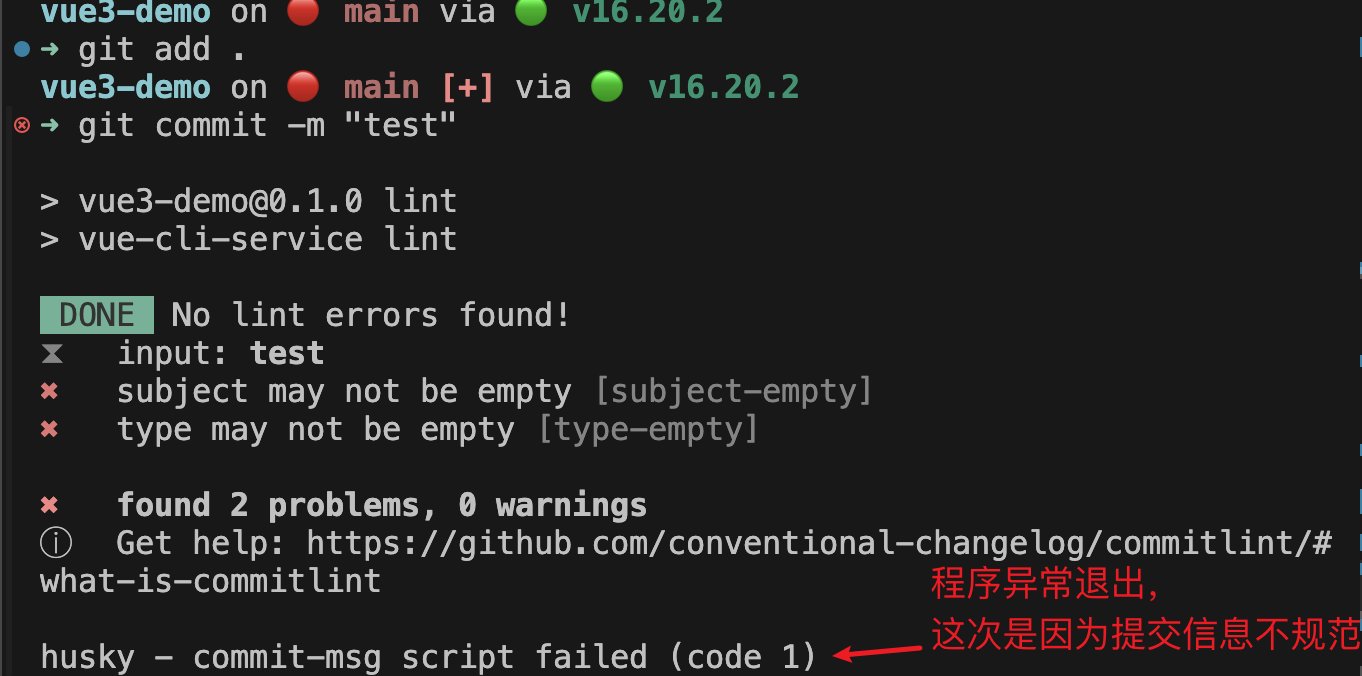 vue3-demo on 🔴 main via 🟢 v16.20.2
➜ git add .
vue3-demo on 🔴 main [+] via 🟢 v16.20.2
➜ git commit -m "test"
> vue3-demo@0.1.0 lint
> vue-cli-service lint
DONE No lint errors found!
⧗ input: test
✖ subject may not be empty [subject-empty]
✖ type may not be empty [type-empty]
✖ found 2 problems, 0 warnings
ⓘ Get help: https://github.com/conventional-changelog/commitlint/#
what-is-commitlint
程序异常退出，
这次是因为提交信息不规范
husky - commit-msg script failed (code 1)